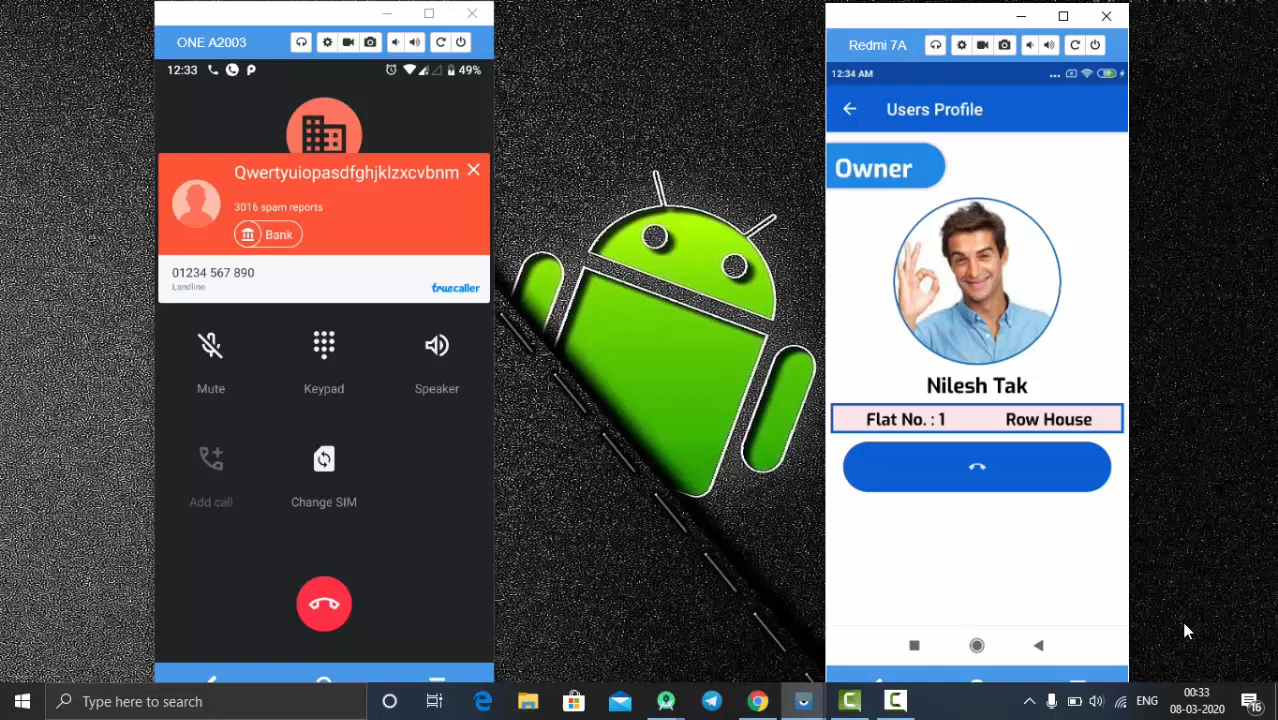 ONE A2003
12:33
49%
Qwertyuiopasdfghjklzxcvbnm
3016 spam reports
Bank
01234 567 890
Landline
truecaller
Mute
Keypad
Speaker
Add call
Change SIM
Redmi 7A
12:34 AM
Users Profile
Owner
Nilesh Tak
Flat No. : 1
Row House
Type here to search
ENG
00:33
08-03-2020
16